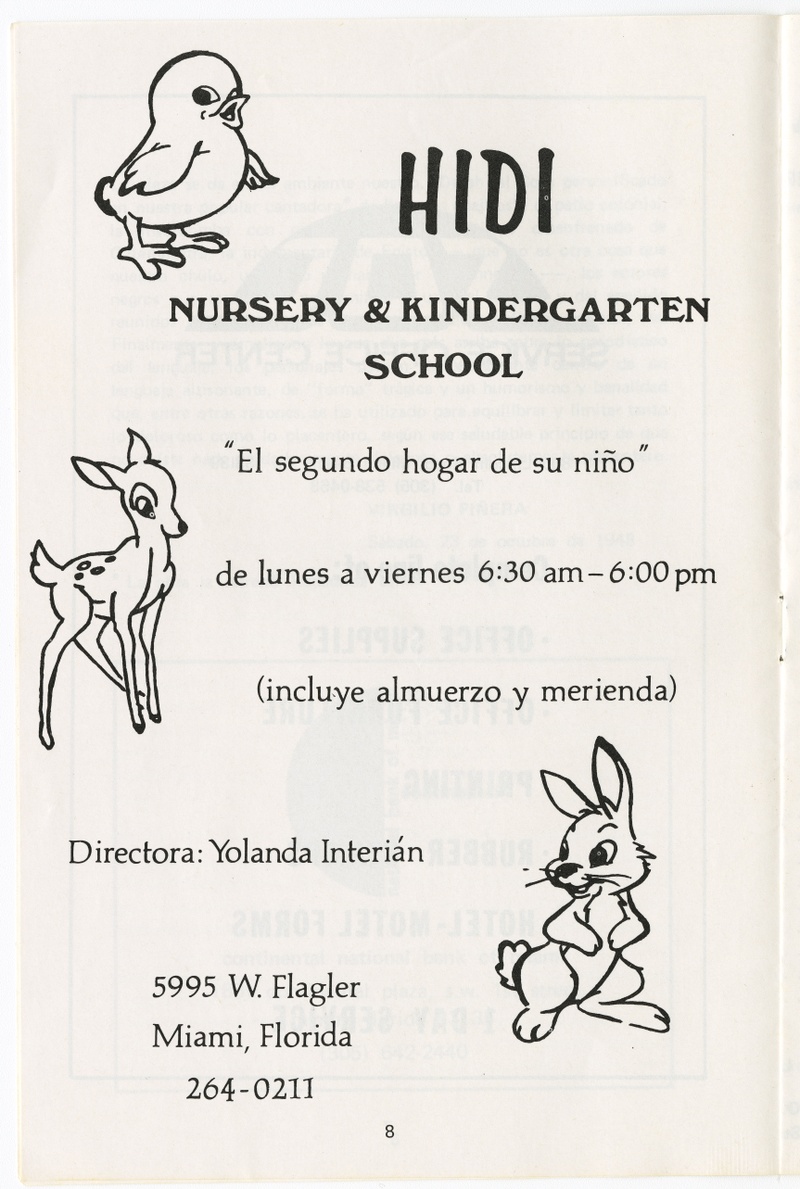 HIDI
NURSERY & KINDERGARTEN
SCHOOL
"El segundo hogar de su niño"
de lunes a viernes 6:30 am – 6:00 pm
(incluye almuerzo y merienda)
Directora: Yolanda Interián
5995 W. Flagler
Miami, Florida
264-0211
8